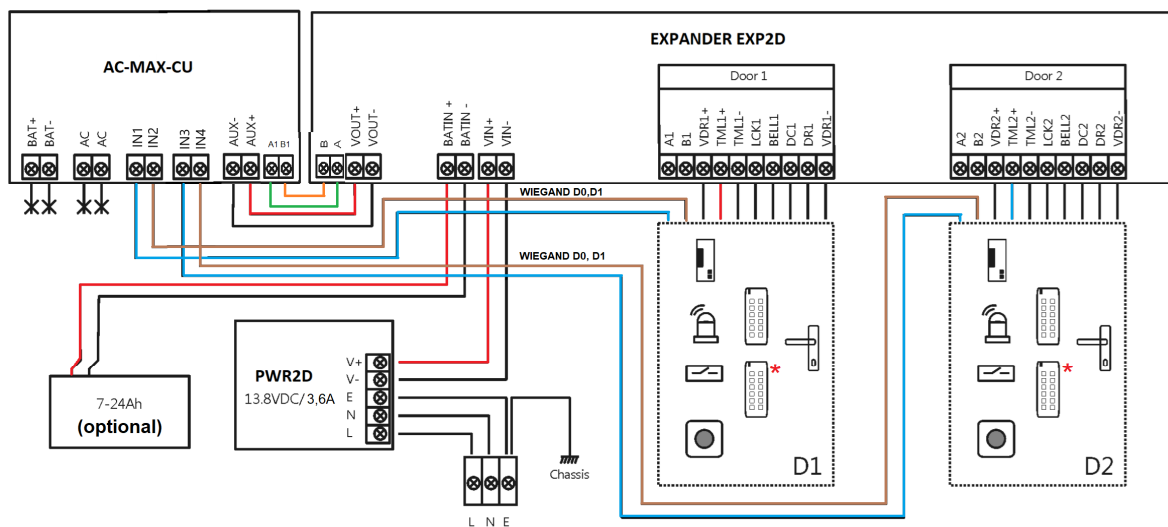 AC-MAX-CU
EXPANDER EXP2D
Door 1
Door 2
BAT+
BAT-
AC
AC
IN1
IN2
IN3
IN4
AUX-
AUX+
A1
B1
B
A
VOUT+
VOUT-
BATIN +
BATIN -
VIN+
VIN-
A1
B1
VDR1+
TML1+
TML1-
LCK1
BELL1
DC1
DR1
VDR1-
A2
B2
VDR2+
TML2+
TML2-
LCK2
BELL2
DC2
DR2
VDR2-
WIEGAND D0,D1
WIEGAND D0, D1
PWR2D
13.8VDC/ 3,6A
V+
V-
E
N
L
7-24Ah
(optional)
Chassis
L N E
*
*
D1
D2